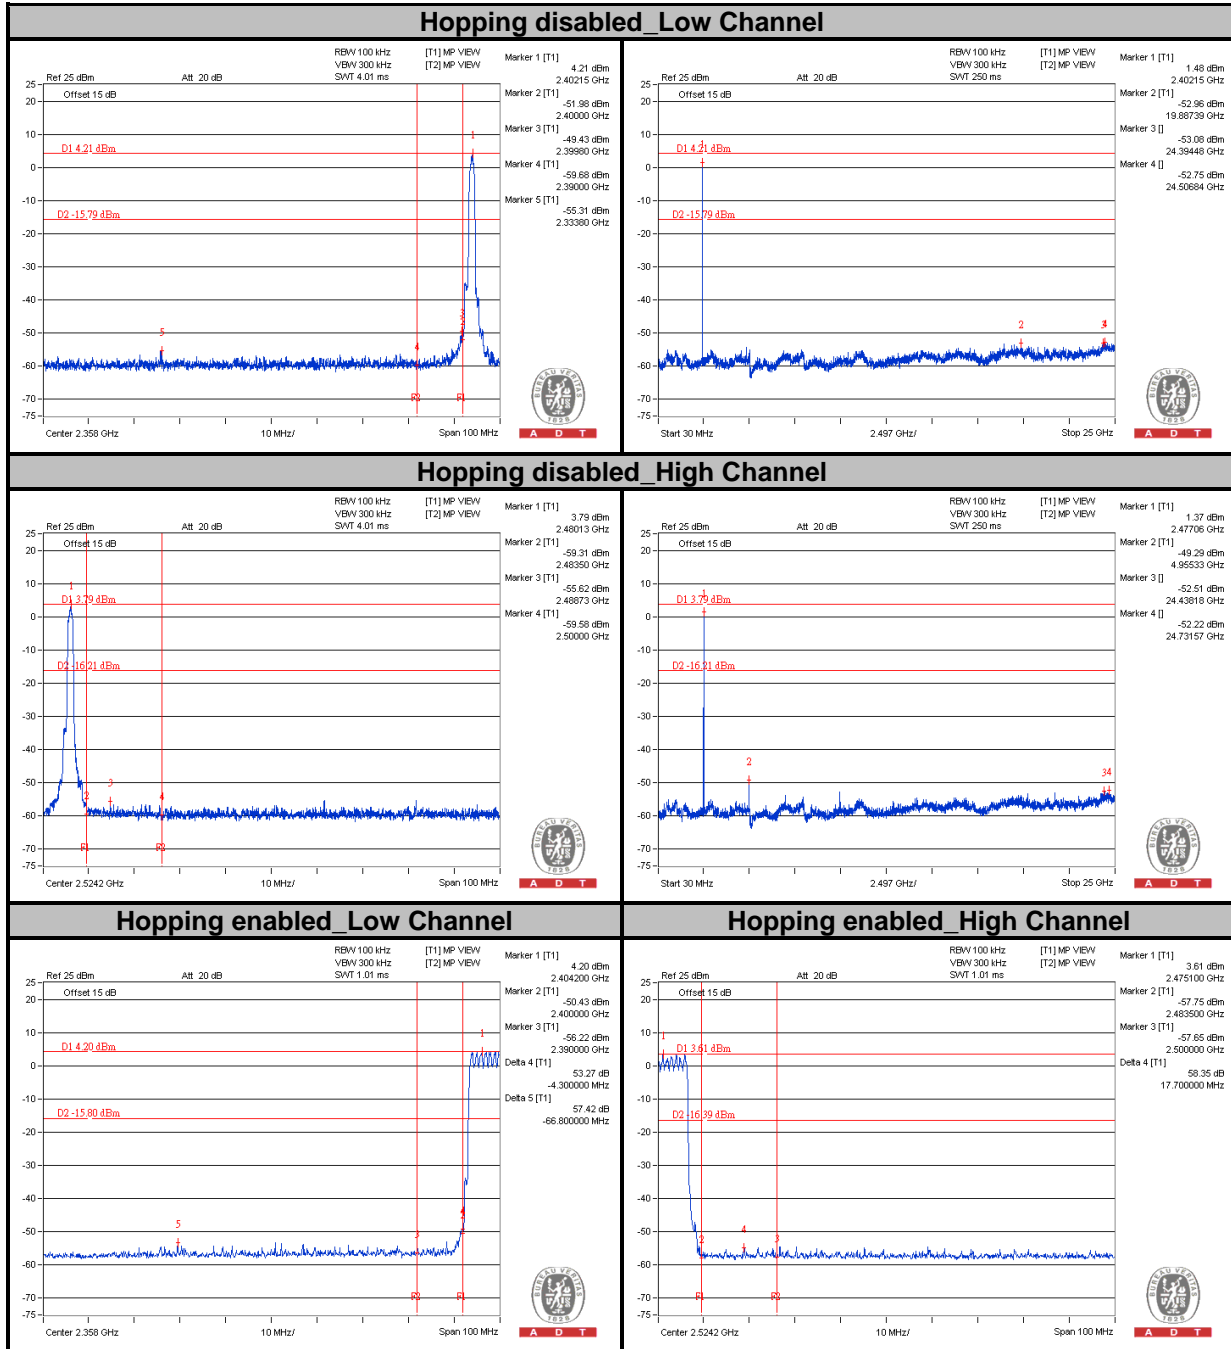 Hopping disabled_Low Channel
RBW 100 kHz [T1] MP VIEW
VBW 300 kHz [T2] MP VIEW
Ref 25 dBm Att 20 dB SWT 4.01 ms
Offset 15 dB
D1 4.21 dBm
D2 -15.79 dBm
Marker 1 [T1]
4.21 dBm
2.40215 GHz
Marker 2 [T1]
-51.98 dBm
2.40000 GHz
Marker 3 [T1]
-49.43 dBm
2.39980 GHz
Marker 4 [T1]
-59.68 dBm
2.39000 GHz
Marker 5 [T1]
-55.31 dBm
2.33380 GHz
Center 2.358 GHz 10 MHz/ Span 100 MHz
BUREAU VERITAS
1828
A D T
RBW 100 kHz [T1] MP VIEW
VBW 300 kHz [T2] MP VIEW
Ref 25 dBm Att 20 dB SWT 250 ms
Offset 15 dB
D1 4.21 dBm
D2 -15.79 dBm
Marker 1 [T1]
1.48 dBm
2.40215 GHz
Marker 2 [T1]
-52.96 dBm
19.88739 GHz
Marker 3 []
-53.08 dBm
24.39448 GHz
Marker 4 []
-52.75 dBm
24.50684 GHz
Start 30 MHz 2.497 GHz/ Stop 25 GHz
BUREAU VERITAS
1828
A D T
Hopping disabled_High Channel
RBW 100 kHz [T1] MP VIEW
VBW 300 kHz [T2] MP VIEW
Ref 25 dBm Att 20 dB SWT 4.01 ms
Offset 15 dB
D1 3.79 dBm
D2 -16.21 dBm
Marker 1 [T1]
3.79 dBm
2.48013 GHz
Marker 2 [T1]
-59.31 dBm
2.48350 GHz
Marker 3 [T1]
-55.62 dBm
2.48873 GHz
Marker 4 [T1]
-59.58 dBm
2.50000 GHz
Center 2.5242 GHz 10 MHz/ Span 100 MHz
BUREAU VERITAS
1828
A D T
RBW 100 kHz [T1] MP VIEW
VBW 300 kHz [T2] MP VIEW
Ref 25 dBm Att 20 dB SWT 250 ms
Offset 15 dB
D1 3.79 dBm
D2 -16.21 dBm
Marker 1 [T1]
1.37 dBm
2.47706 GHz
Marker 2 [T1]
-49.29 dBm
4.95533 GHz
Marker 3 []
-52.51 dBm
24.43818 GHz
Marker 4 []
-52.22 dBm
24.73157 GHz
Start 30 MHz 2.497 GHz/ Stop 25 GHz
BUREAU VERITAS
1828
A D T
Hopping enabled_Low Channel
RBW 100 kHz [T1] MP VIEW
VBW 300 kHz [T2] MP VIEW
Ref 25 dBm Att 20 dB SWT 1.01 ms
Offset 15 dB
D1 4.20 dBm
D2 -15.80 dBm
Marker 1 [T1]
4.20 dBm
2.404200 GHz
Marker 2 [T1]
-50.43 dBm
2.400000 GHz
Marker 3 [T1]
-56.22 dBm
2.390000 GHz
Delta 4 [T1]
53.27 dB
-4.300000 MHz
Delta 5 [T1]
57.42 dB
-66.800000 MHz
Center 2.358 GHz 10 MHz/ Span 100 MHz
BUREAU VERITAS
1828
A D T
Hopping enabled_High Channel
RBW 100 kHz [T1] MP VIEW
VBW 300 kHz [T2] MP VIEW
Ref 25 dBm Att 20 dB SWT 1.01 ms
Offset 15 dB
D1 3.61 dBm
D2 -16.39 dBm
Marker 1 [T1]
3.61 dBm
2.475100 GHz
Marker 2 [T1]
-57.75 dBm
2.483500 GHz
Marker 3 [T1]
-57.65 dBm
2.500000 GHz
Delta 4 [T1]
58.35 dB
17.700000 MHz
Center 2.5242 GHz 10 MHz/ Span 100 MHz
BUREAU VERITAS
1828
A D T